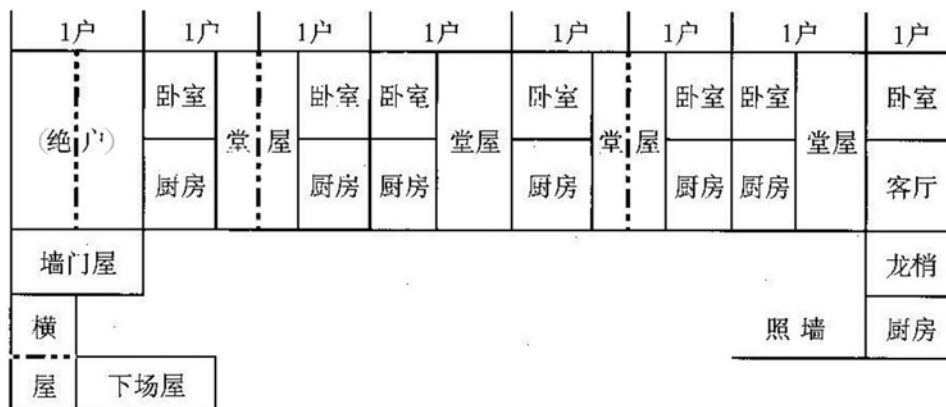 1户 1户 1户 1户 1户 1户 1户 1户
卧室 卧室 卧室 卧室 卧室 卧室 卧室
(绝户) 堂屋 堂屋 堂屋 堂屋
厨房 厨房 厨房 厨房 厨房 厨房 客厅
墙门屋 龙梢
横 照墙 厨房
屋 下场屋